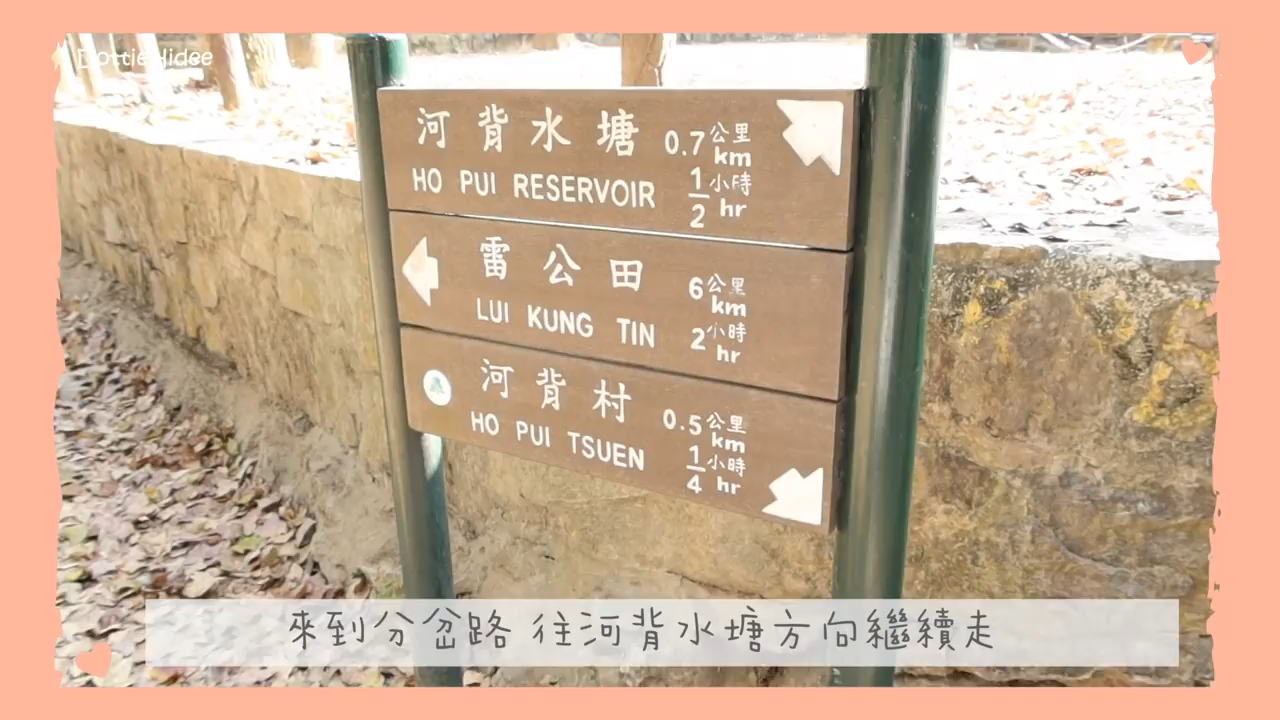 Dottie Hidee
河背水塘 0.7公里 km
HO PUI RESERVOIR 1/2 小時 hr
雷公田 6公里 km
LUI KUNG TIN 2小時 hr
河背村 0.5公里 km
HO PUI TSUEN 1/4 小時 hr
來到分岔路 往河背水塘方向繼續走